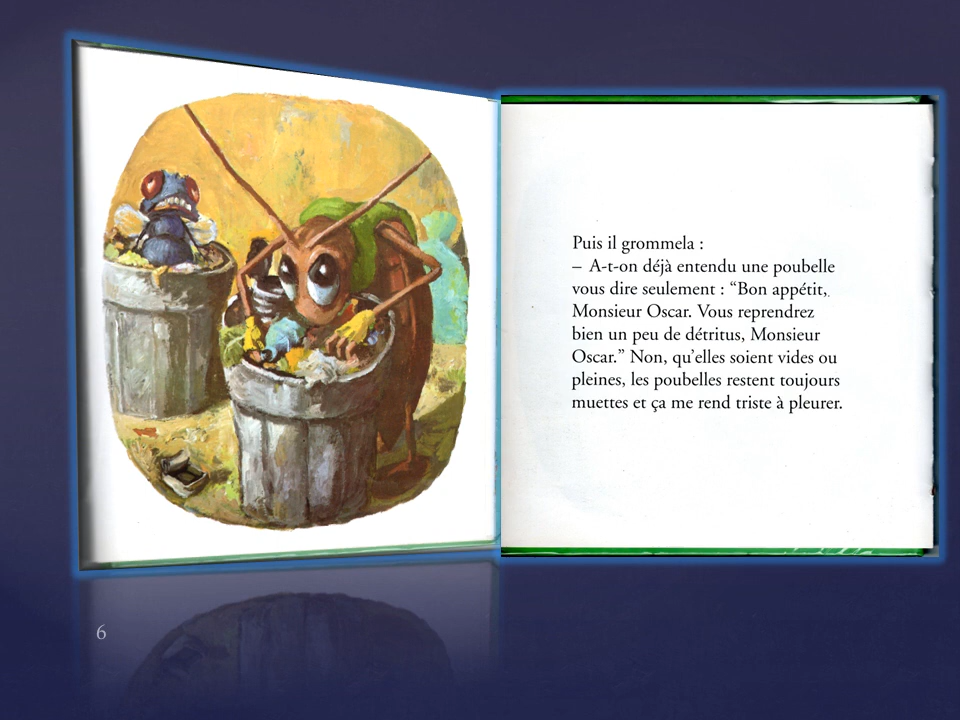 Puis il grommela :
– A-t-on déjà entendu une poubelle
vous dire seulement : “Bon appétit,
Monsieur Oscar. Vous reprendrez
bien un peu de détritus, Monsieur
Oscar.” Non, qu’elles soient vides ou
pleines, les poubelles restent toujours
muettes et ça me rend triste à pleurer.
6